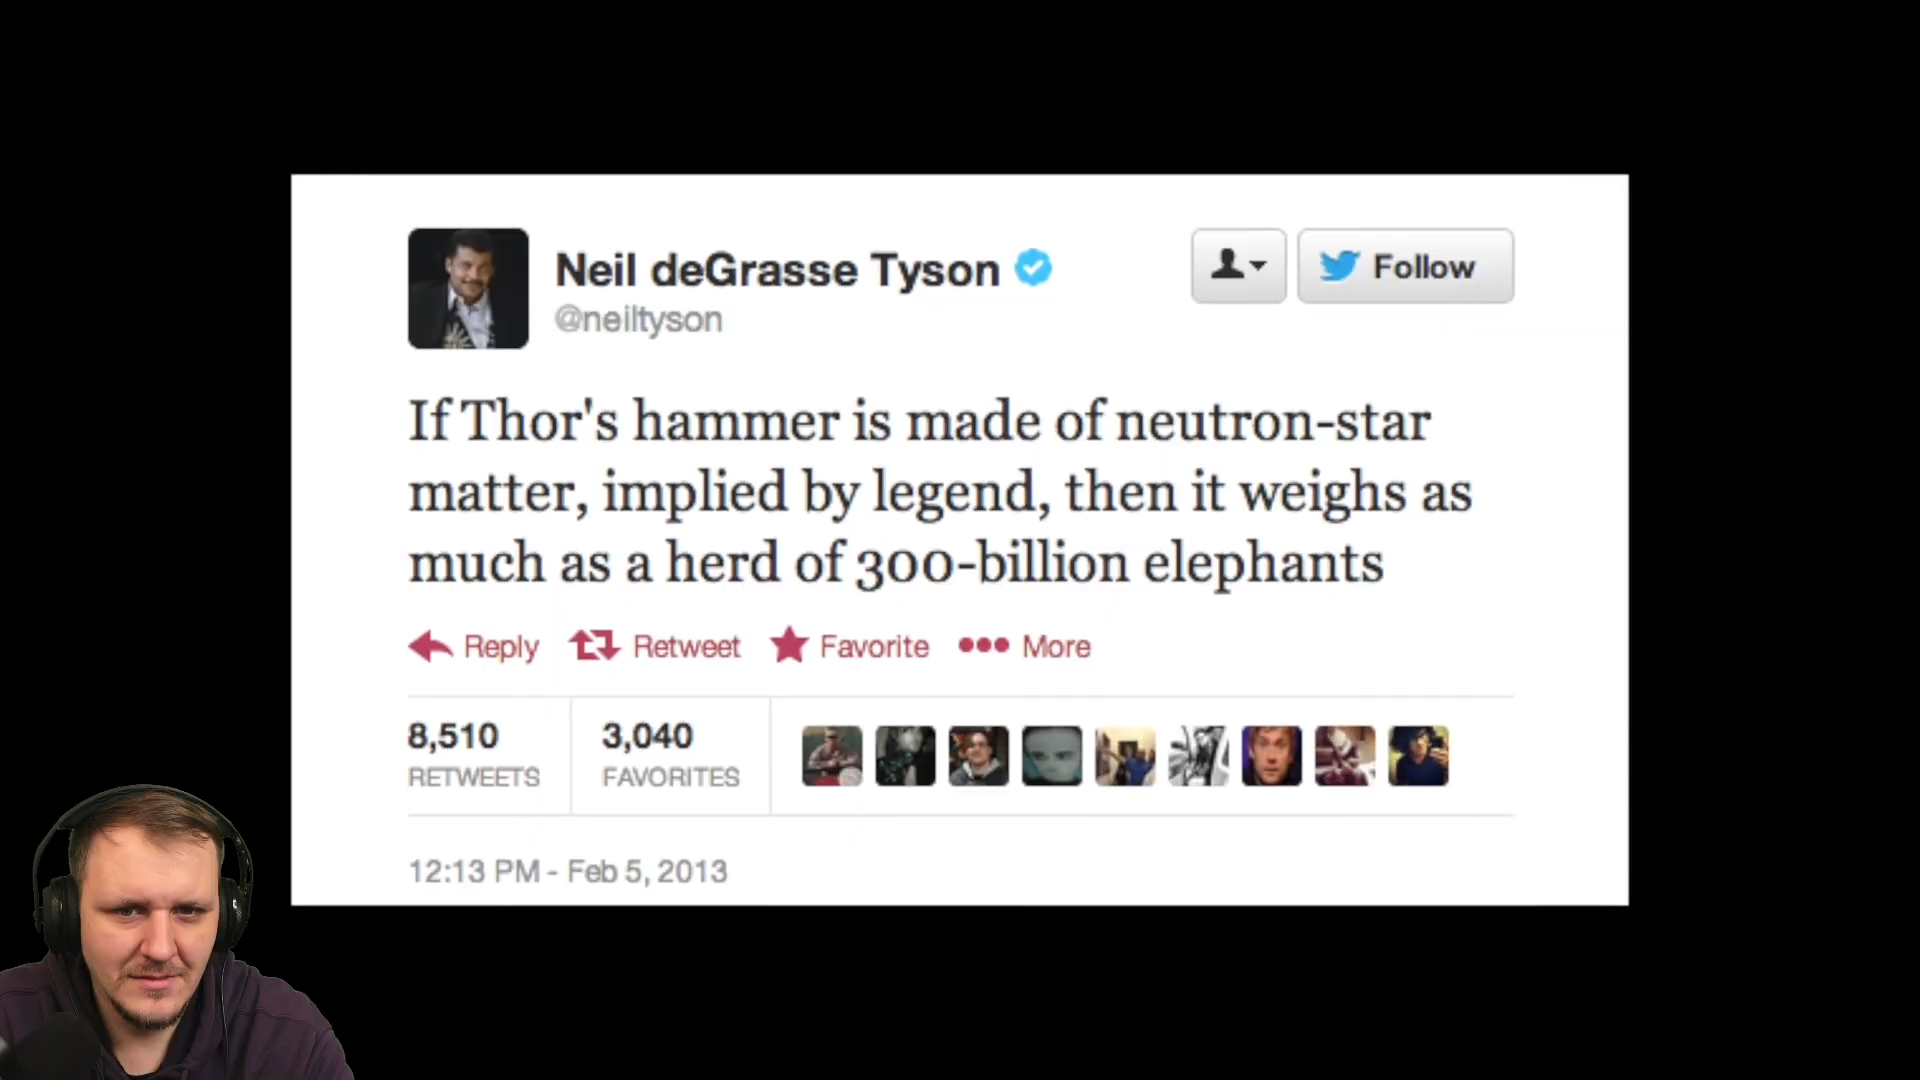 Neil deGrasse Tyson
@neiltyson
Follow
If Thor's hammer is made of neutron-star
matter, implied by legend, then it weighs as
much as a herd of 300-billion elephants
Reply Retweet Favorite More
8,510 3,040
RETWEETS FAVORITES
12:13 PM - Feb 5, 2013